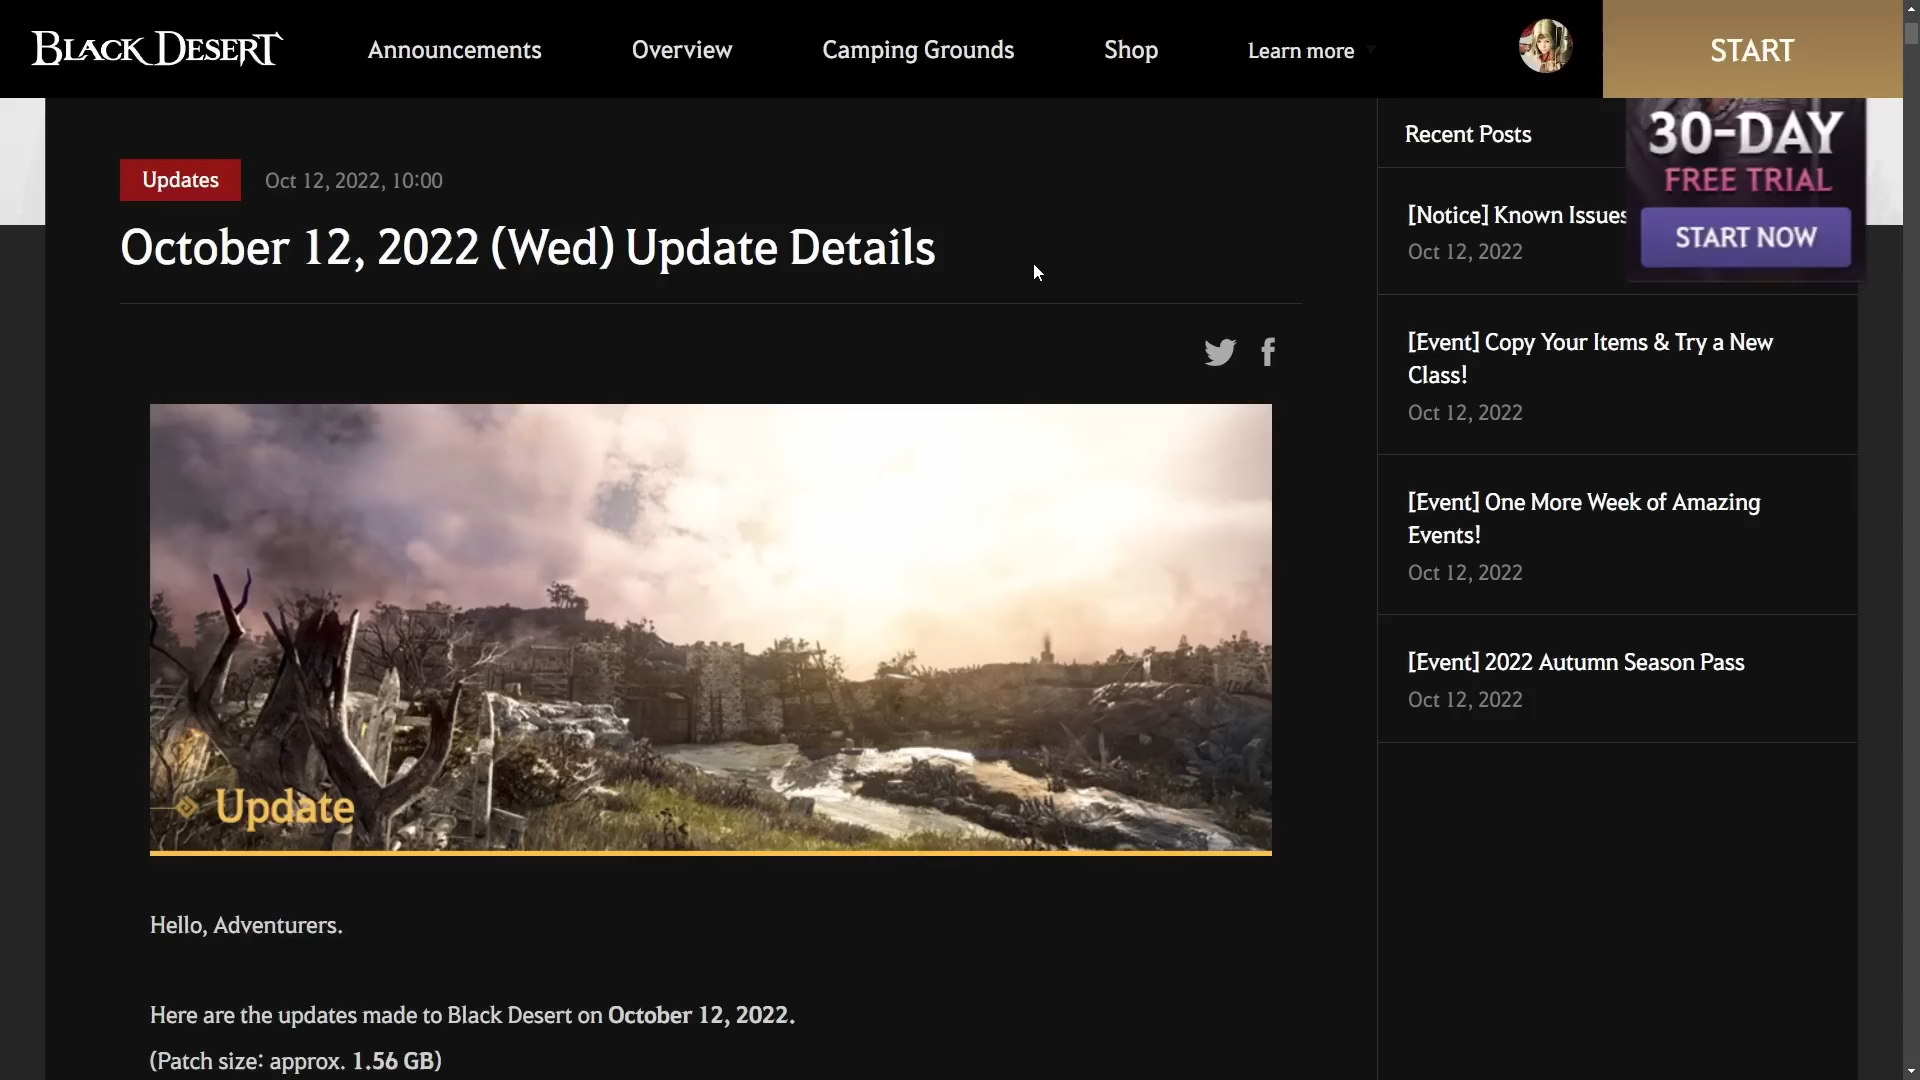 BLACK DESERT
Announcements
Overview
Camping Grounds
Shop
Learn more
START
Updates
Oct 12, 2022, 10:00
October 12, 2022 (Wed) Update Details
Update
Hello, Adventurers.
Here are the updates made to Black Desert on October 12, 2022.
(Patch size: approx. 1.56 GB)
Recent Posts
[Notice] Known Issues
Oct 12, 2022
[Event] Copy Your Items & Try a New
Class!
Oct 12, 2022
[Event] One More Week of Amazing
Events!
Oct 12, 2022
[Event] 2022 Autumn Season Pass
Oct 12, 2022
30-DAY
FREE TRIAL
START NOW